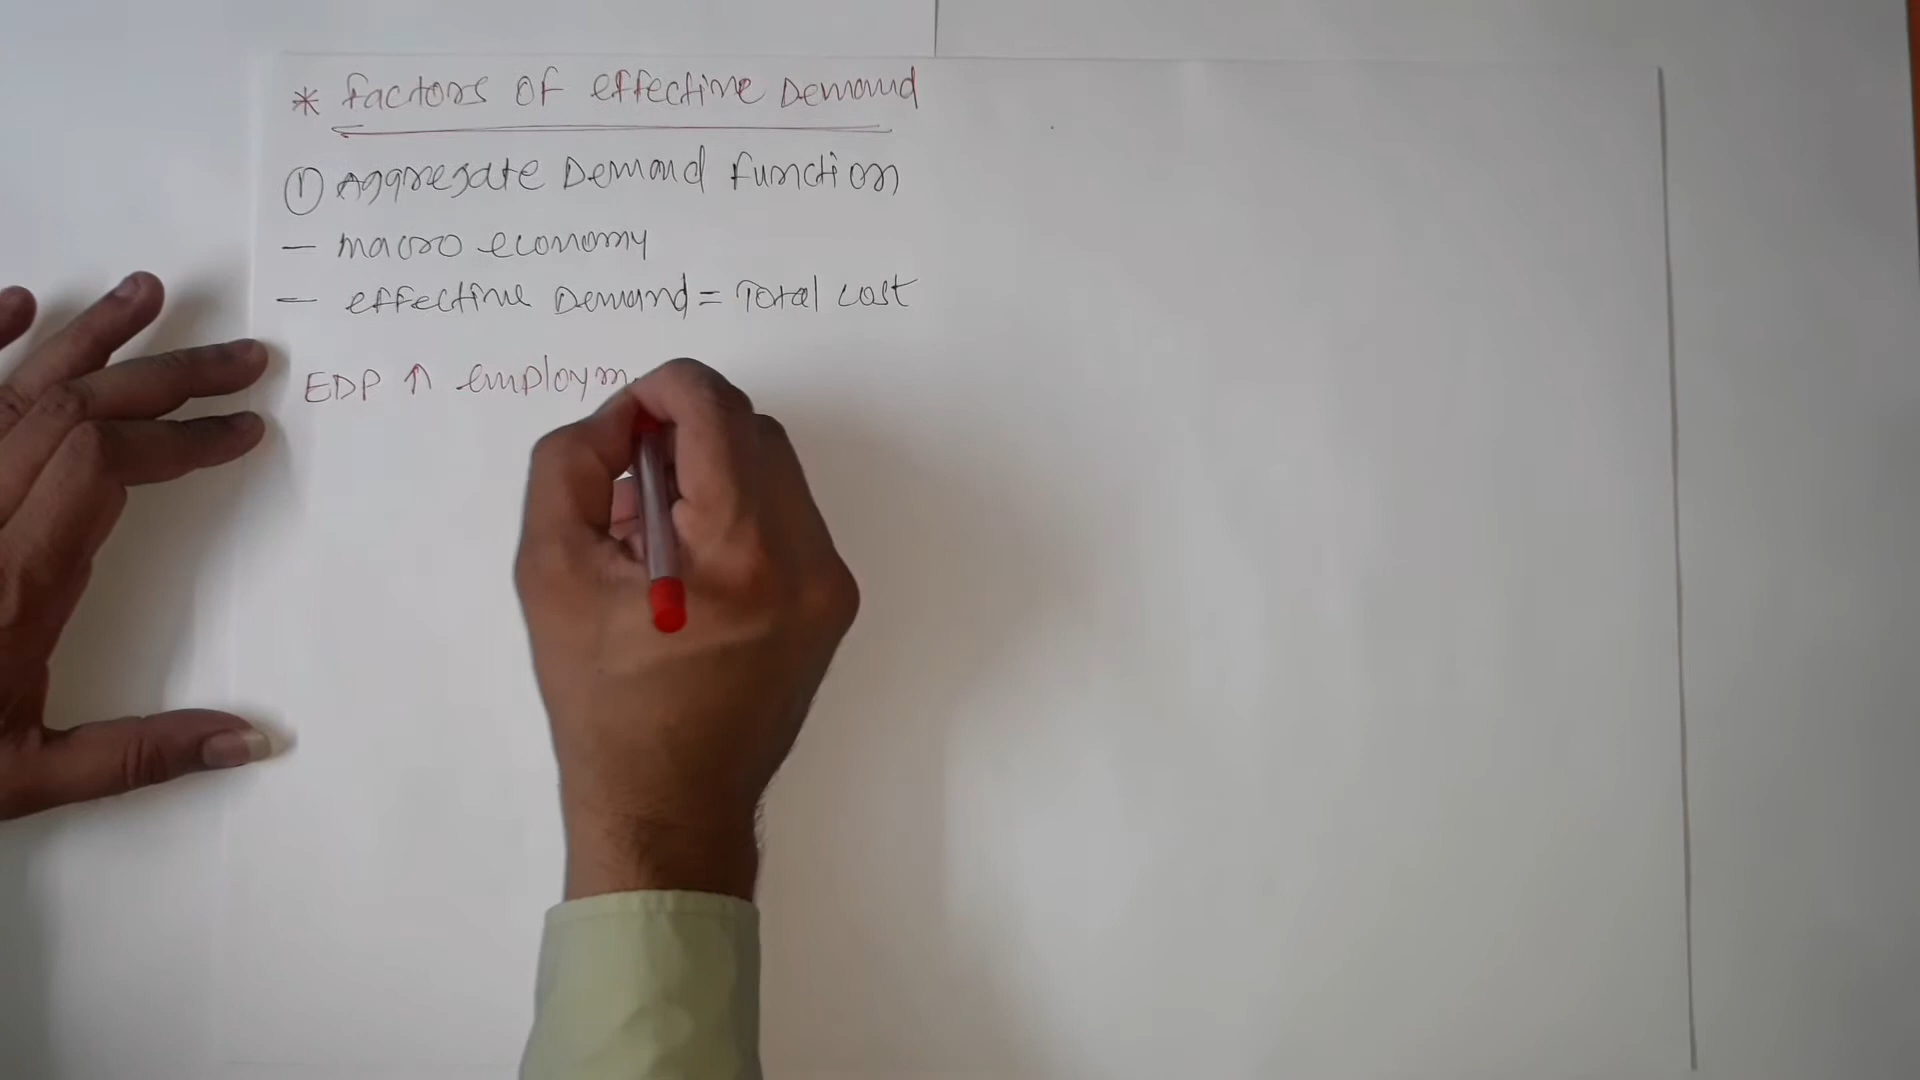 * Factors of effective Demand
① Aggregate Demand function
— macro economy
— effective Demand = Total cost
EDP ↑ employm